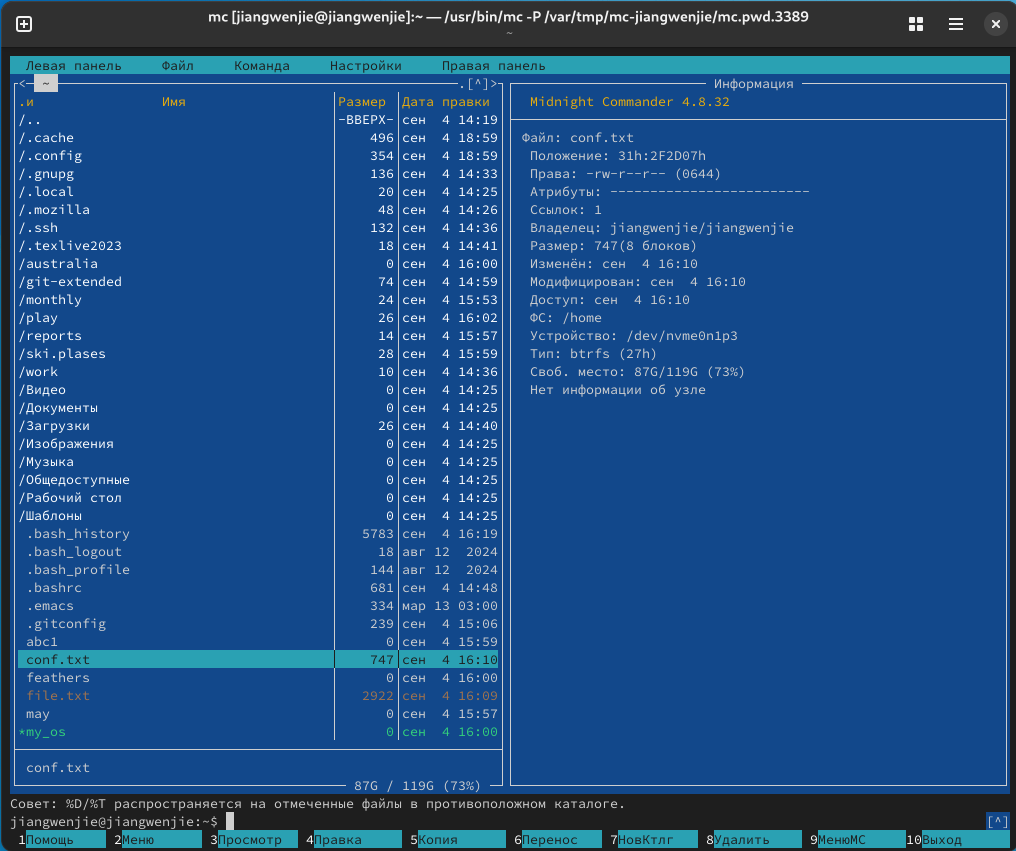 mc [jiangwenjie@jiangwenjie]:~ — /usr/bin/mc -P /var/tmp/mc-jiangwenjie/mc.pwd.3389
~
Левая панель Файл Команда Настройки Правая панель
<─ ~ .[^]>
.и Имя Размер Дата правки
/.. -ВВЕРХ- сен 4 14:19
/.cache 496 сен 4 18:59
/.config 354 сен 4 18:59
/.gnupg 136 сен 4 14:33
/.local 20 сен 4 14:25
/.mozilla 48 сен 4 14:26
/.ssh 132 сен 4 14:36
/.texlive2023 18 сен 4 14:41
/australia 0 сен 4 16:00
/git-extended 74 сен 4 14:59
/monthly 24 сен 4 15:53
/play 26 сен 4 16:02
/reports 14 сен 4 15:57
/ski.plases 28 сен 4 15:59
/work 10 сен 4 14:36
/Видео 0 сен 4 14:25
/Документы 0 сен 4 14:25
/Загрузки 26 сен 4 14:40
/Изображения 0 сен 4 14:25
/Музыка 0 сен 4 14:25
/Общедоступные 0 сен 4 14:25
/Рабочий стол 0 сен 4 14:25
/Шаблоны 0 сен 4 14:25
.bash_history 5783 сен 4 16:19
.bash_logout 18 авг 12 2024
.bash_profile 144 авг 12 2024
.bashrc 681 сен 4 14:48
.emacs 334 мар 13 03:00
.gitconfig 239 сен 4 15:06
abc1 0 сен 4 15:59
conf.txt 747 сен 4 16:10
feathers 0 сен 4 16:00
file.txt 2922 сен 4 16:09
may 0 сен 4 15:57
*my_os 0 сен 4 16:00
conf.txt
87G / 119G (73%)
Информация
Midnight Commander 4.8.32
Файл: conf.txt
Положение: 31h:2F2D07h
Права: -rw-r--r-- (0644)
Атрибуты: -------------------------
Ссылок: 1
Владелец: jiangwenjie/jiangwenjie
Размер: 747(8 блоков)
Изменён: сен 4 16:10
Модифицирован: сен 4 16:10
Доступ: сен 4 16:10
ФС: /home
Устройство: /dev/nvme0n1p3
Тип: btrfs (27h)
Своб. место: 87G/119G (73%)
Нет информации об узле
Совет: %D/%T распространяется на отмеченные файлы в противоположном каталоге.
jiangwenjie@jiangwenjie:~$ [^]
1Помощь 2Меню 3Просмотр 4Правка 5Копия 6Перенос 7НовКтлг 8Удалить 9МенюМС 10Выход